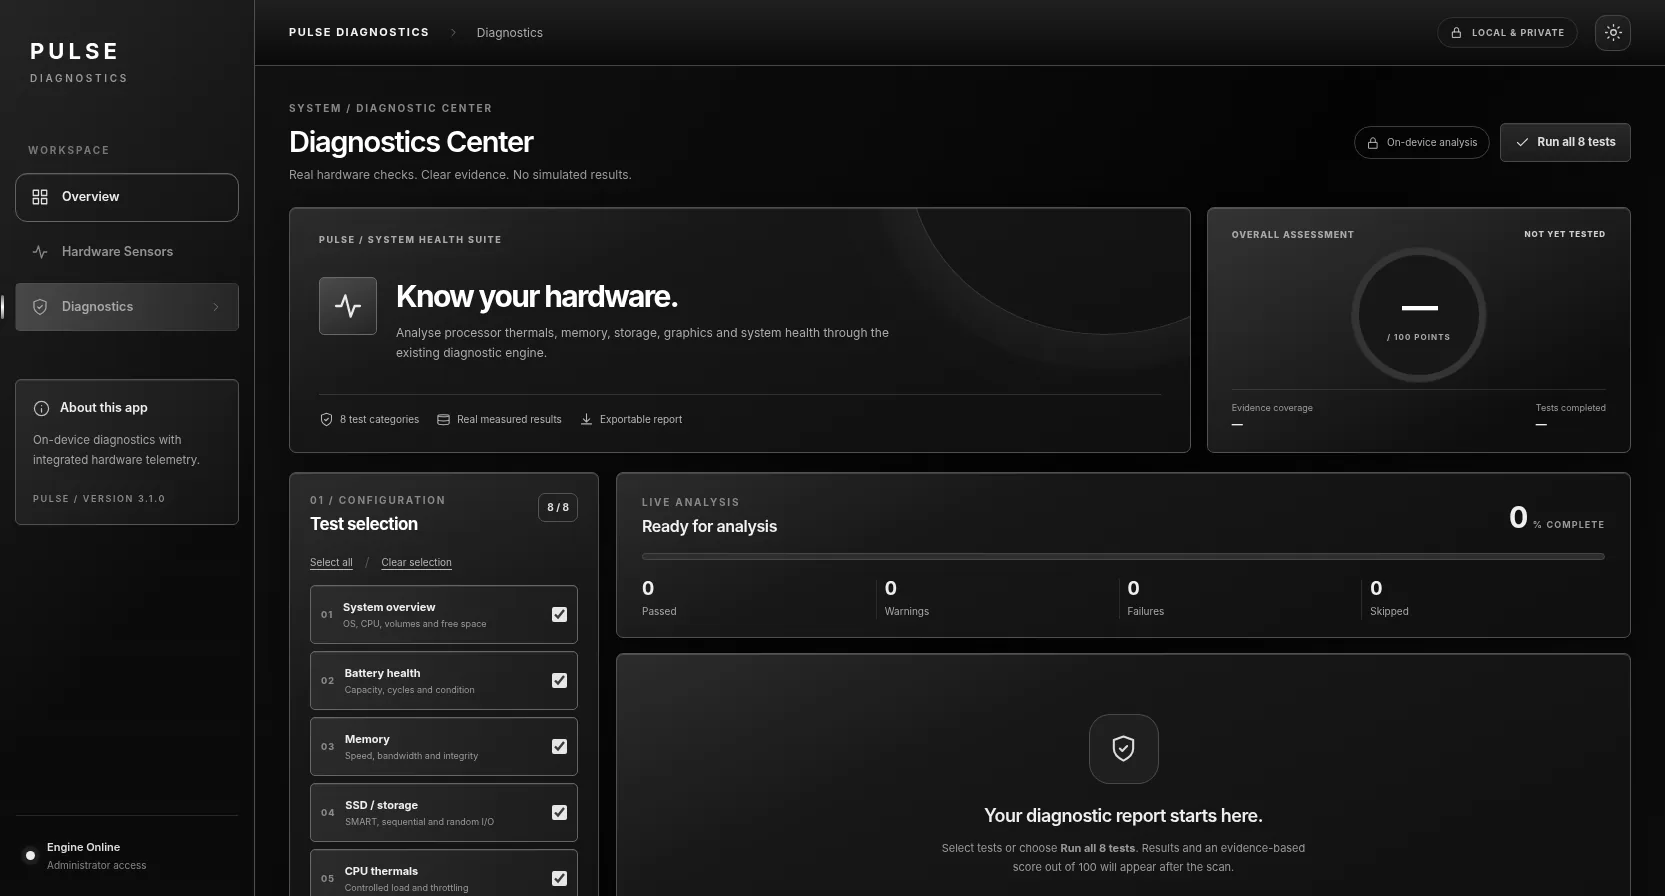 PULSE
DIAGNOSTICS
WORKSPACE
Overview
Hardware Sensors
Diagnostics
About this app
On-device diagnostics with
integrated hardware telemetry.
PULSE / VERSION 3.1.0
Engine Online
Administrator access
PULSE DIAGNOSTICS
Diagnostics
LOCAL & PRIVATE
SYSTEM / DIAGNOSTIC CENTER
Diagnostics Center
Real hardware checks. Clear evidence. No simulated results.
On-device analysis
Run all 8 tests
PULSE / SYSTEM HEALTH SUITE
Know your hardware.
Analyse processor thermals, memory, storage, graphics and system health through the
existing diagnostic engine.
8 test categories
Real measured results
Exportable report
OVERALL ASSESSMENT
NOT YET TESTED
—
/ 100 POINTS
Evidence coverage
—
Tests completed
—
01 / CONFIGURATION
Test selection
8 / 8
Select all / Clear selection
01
System overview
OS, CPU, volumes and free space
02
Battery health
Capacity, cycles and condition
03
Memory
Speed, bandwidth and integrity
04
SSD / storage
SMART, sequential and random I/O
05
CPU thermals
Controlled load and throttling
LIVE ANALYSIS
Ready for analysis
0 % COMPLETE
0
Passed
0
Warnings
0
Failures
0
Skipped
Your diagnostic report starts here.
Select tests or choose Run all 8 tests. Results and an evidence-based
score out of 100 will appear after the scan.